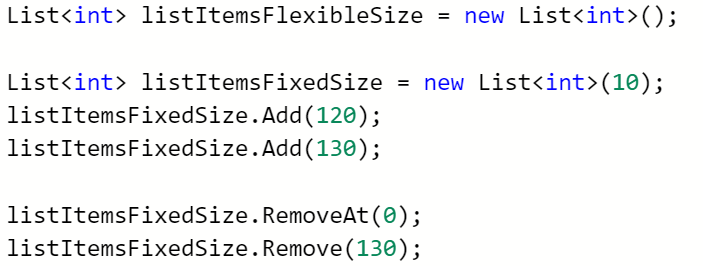 List<int> listItemsFlexibleSize = new List<int>();
List<int> listItemsFixedSize = new List<int>(10);
listItemsFixedSize.Add(120);
listItemsFixedSize.Add(130);
listItemsFixedSize.RemoveAt(0);
listItemsFixedSize.Remove(130);